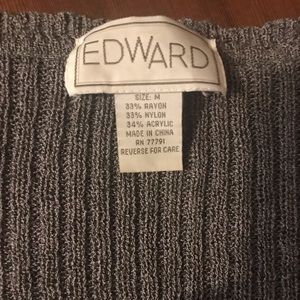 EDWARD
SIZE: M
33% RAYON
33% NYLON
34% ACRYLIC
MADE IN CHINA
RN 77791
REVERSE FOR CARE